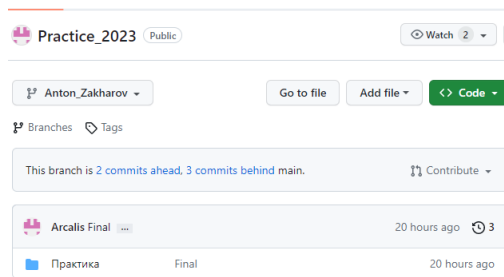 Practice_2023 Public Watch 2
Anton_Zakharov Go to file Add file Code
Branches Tags
This branch is 2 commits ahead, 3 commits behind main. Contribute
Arcalis Final ... 20 hours ago 3
Практика Final 20 hours ago